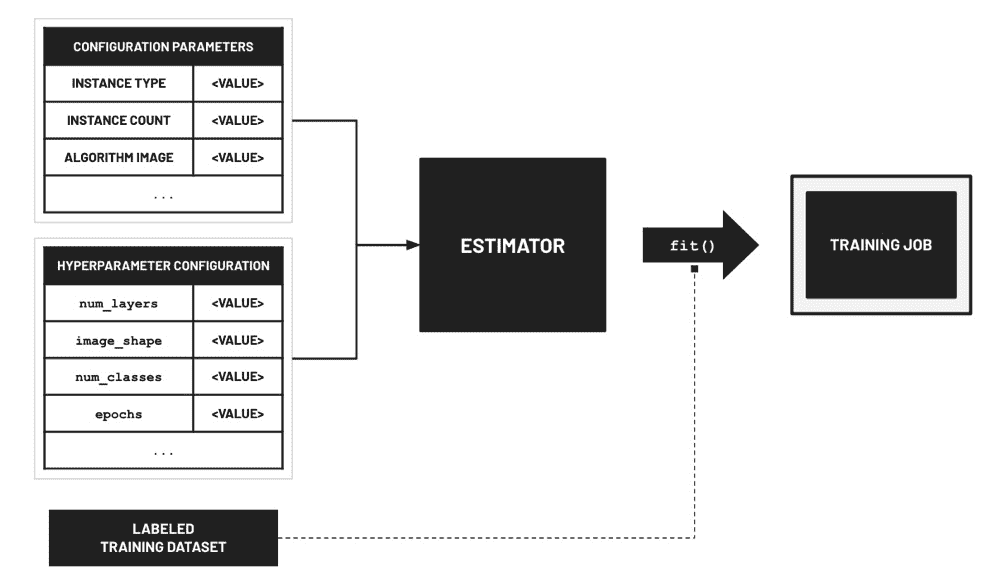 CONFIGURATION PARAMETERS
INSTANCE TYPE <VALUE>
INSTANCE COUNT <VALUE>
ALGORITHM IMAGE <VALUE>
...
HYPERPARAMETER CONFIGURATION
num_layers <VALUE>
image_shape <VALUE>
num_classes <VALUE>
epochs <VALUE>
...
LABELED
TRAINING DATASET
ESTIMATOR
fit()
TRAINING JOB